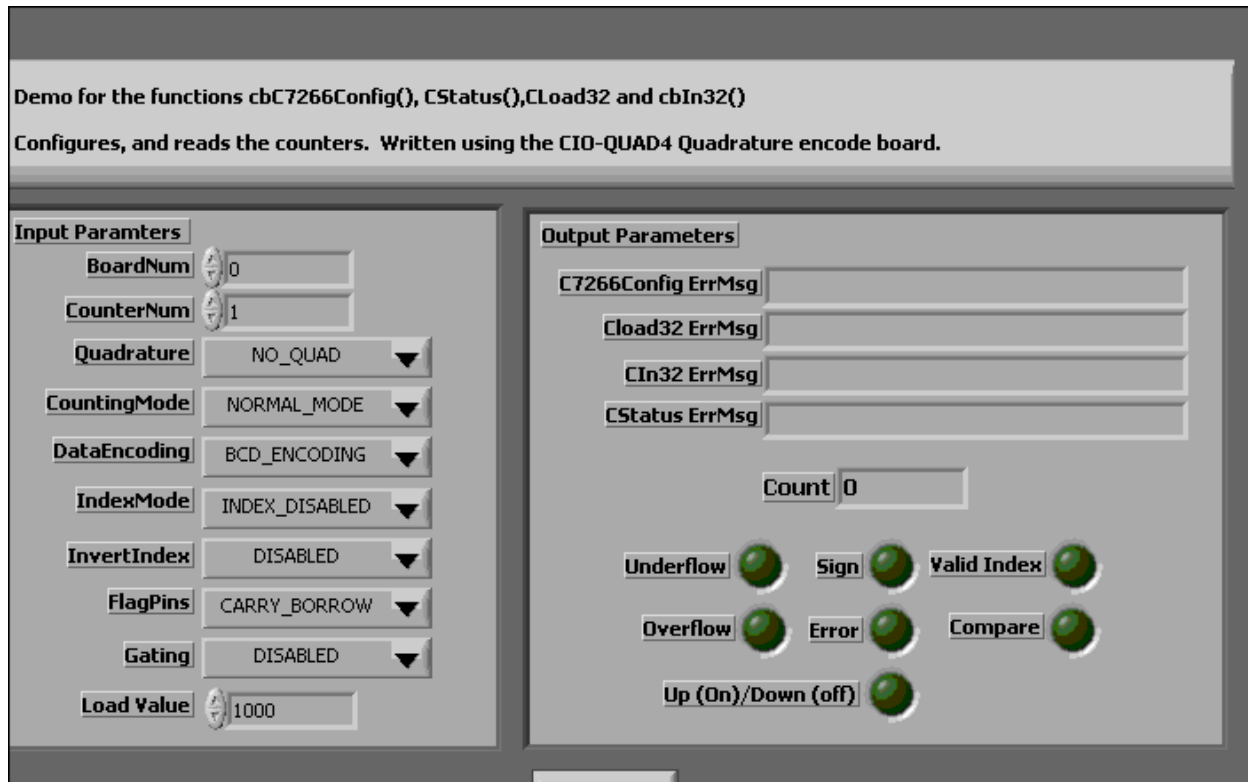 Demo for the functions cbC7266Config(), CStatus(),CLoad32 and cbIn32()
Configures, and reads the counters. Written using the CIO-QUAD4 Quadrature encode board.
Input Paramters
BoardNum 0
CounterNum 1
Quadrature NO_QUAD
CountingMode NORMAL_MODE
DataEncoding BCD_ENCODING
IndexMode INDEX_DISABLED
InvertIndex DISABLED
FlagPins CARRY_BORROW
Gating DISABLED
Load Value 1000
Output Parameters
C7266Config ErrMsg
Cload32 ErrMsg
CIn32 ErrMsg
CStatus ErrMsg
Count 0
Underflow Sign Valid Index
Overflow Error Compare
Up (On)/Down (off)